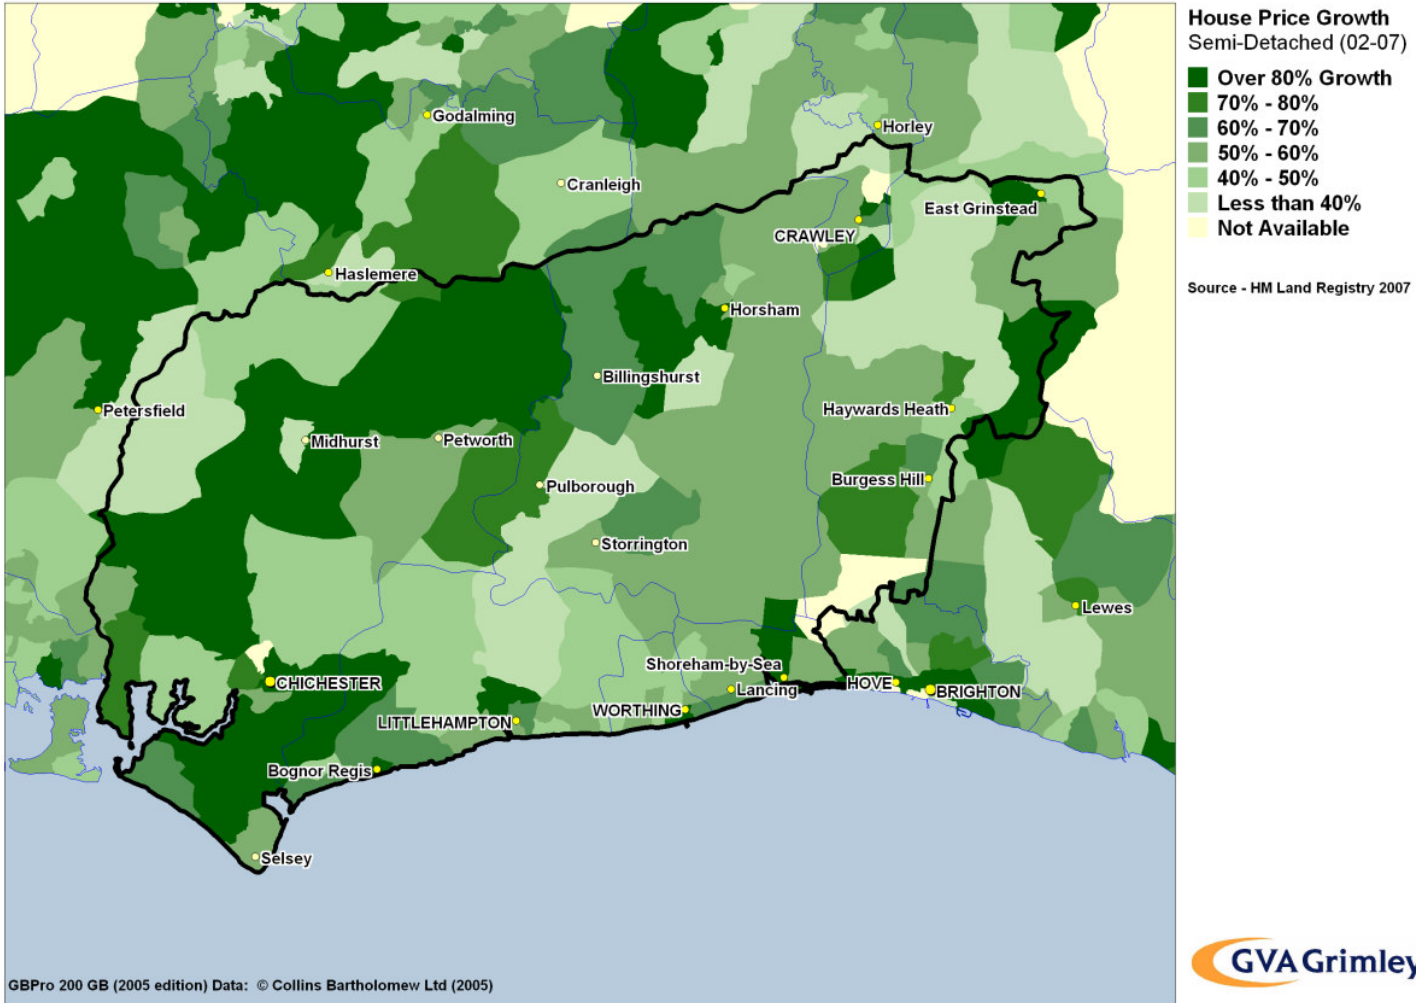 House Price Growth
Semi-Detached (02-07)
Over 80% Growth
70% - 80%
60% - 70%
50% - 60%
40% - 50%
Less than 40%
Not Available
Source - HM Land Registry 2007
Godalming
Horley
Cranleigh
East Grinstead
CRAWLEY
Haslemere
Horsham
Billingshurst
Petersfield
Haywards Heath
Midhurst
Petworth
Pulborough
Burgess Hill
Storrington
Lewes
Shoreham-by-Sea
CHICHESTER
Lancing
HOVE
BRIGHTON
LITTLEHAMPTON
WORTHING
Bognor Regis
Selsey
GVA Grimley
GBPro 200 GB (2005 edition) Data: © Collins Bartholomew Ltd (2005)